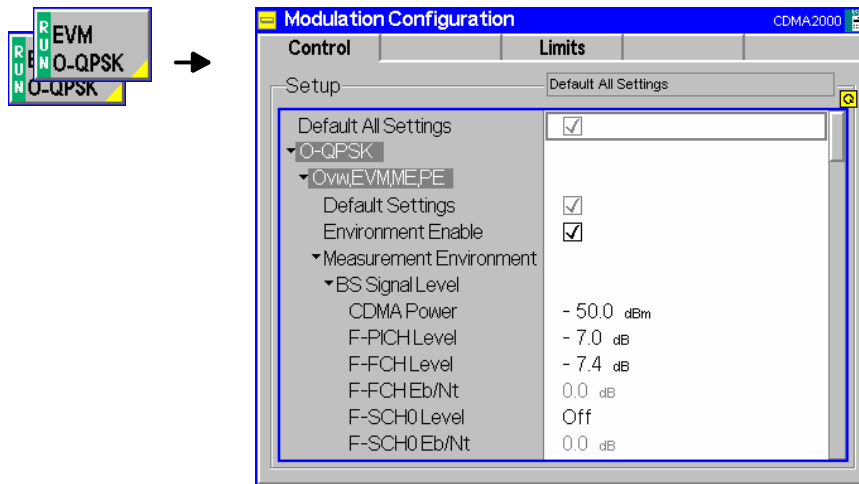 RUN EVM
O-QPSK
RUN E
O-QPSK
Modulation Configuration CDMA2000
Control Limits
Setup Default All Settings
Default All Settings
O-QPSK
Ovw,EVM,ME,PE
Default Settings
Environment Enable
Measurement Environment
BS Signal Level
CDMA Power - 50.0 dBm
F-PICH Level - 7.0 dB
F-FCH Level - 7.4 dB
F-FCH Eb/Nt 0.0 dB
F-SCH0 Level Off
F-SCH0 Eb/Nt 0.0 dB